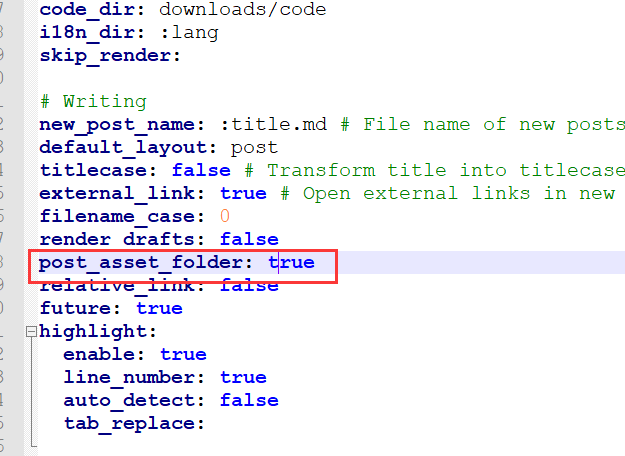 code_dir: downloads/code
i18n_dir: :lang
skip_render:
# Writing
new_post_name: :title.md # File name of new posts
default_layout: post
titlecase: false # Transform title into titlecase
external_link: true # Open external links in new
filename_case: 0
render_drafts: false
post_asset_folder: true
relative_link: false
future: true
highlight:
enable: true
line_number: true
auto_detect: false
tab_replace: